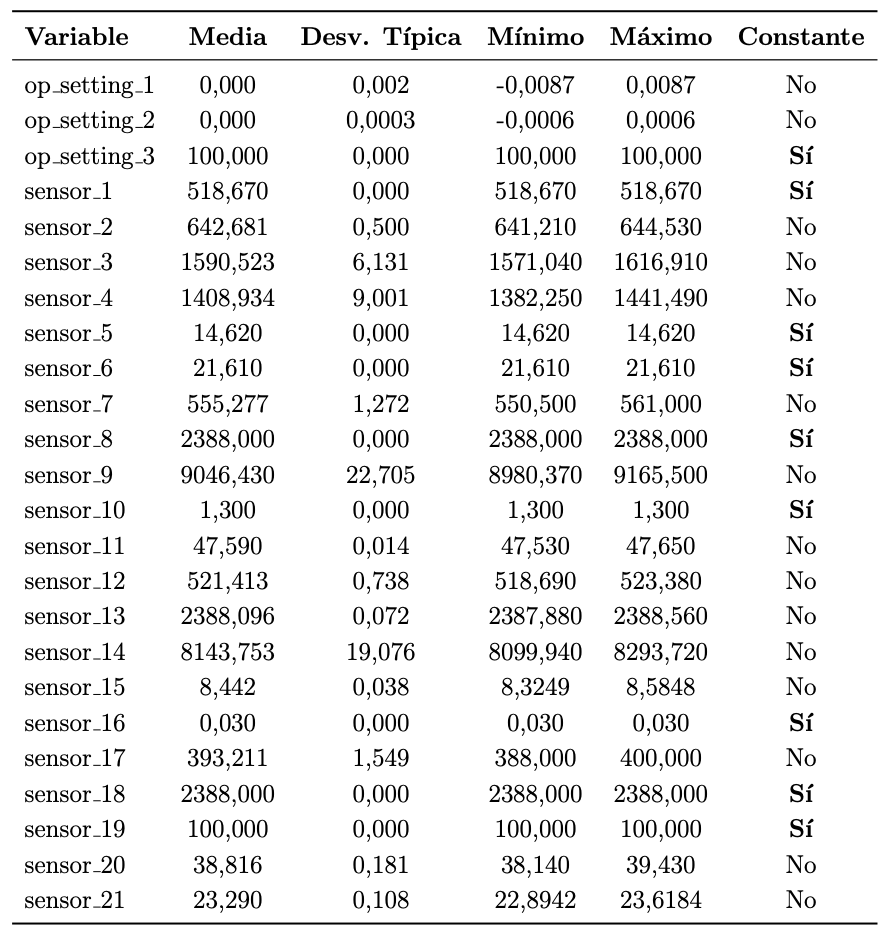 Variable Media Desv. Típica Mínimo Máximo Constante
op_setting_1 0,000 0,002 -0,0087 0,0087 No
op_setting_2 0,000 0,0003 -0,0006 0,0006 No
op_setting_3 100,000 0,000 100,000 100,000 Sí
sensor_1 518,670 0,000 518,670 518,670 Sí
sensor_2 642,681 0,500 641,210 644,530 No
sensor_3 1590,523 6,131 1571,040 1616,910 No
sensor_4 1408,934 9,001 1382,250 1441,490 No
sensor_5 14,620 0,000 14,620 14,620 Sí
sensor_6 21,610 0,000 21,610 21,610 Sí
sensor_7 555,277 1,272 550,500 561,000 No
sensor_8 2388,000 0,000 2388,000 2388,000 Sí
sensor_9 9046,430 22,705 8980,370 9165,500 No
sensor_10 1,300 0,000 1,300 1,300 Sí
sensor_11 47,590 0,014 47,530 47,650 No
sensor_12 521,413 0,738 518,690 523,380 No
sensor_13 2388,096 0,072 2387,880 2388,560 No
sensor_14 8143,753 19,076 8099,940 8293,720 No
sensor_15 8,442 0,038 8,3249 8,5848 No
sensor_16 0,030 0,000 0,030 0,030 Sí
sensor_17 393,211 1,549 388,000 400,000 No
sensor_18 2388,000 0,000 2388,000 2388,000 Sí
sensor_19 100,000 0,000 100,000 100,000 Sí
sensor_20 38,816 0,181 38,140 39,430 No
sensor_21 23,290 0,108 22,8942 23,6184 No